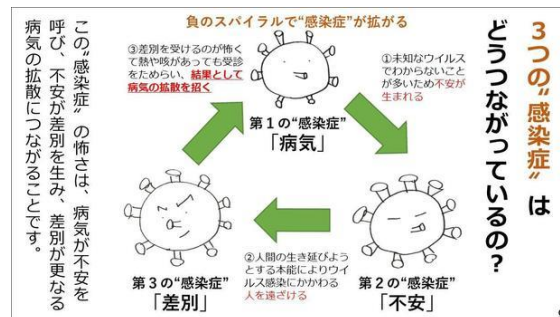 3つの“感染症”は
どうつながっているの？
負のスパイラルで“感染症”が拡がる
①未知なウイルス
でわからないこと
が多いため不安が
生まれる
第１の“感染症”
「病気」
第２の“感染症”
「不安」
②人間の生き延びよう
とする本能によりウイ
ルス感染にかかわる
人を遠ざける
第３の“感染症”
「差別」
③差別を受けるのが怖く
て熱や咳があっても受診
をためらい、結果として
病気の拡散を招く
この“感染症”の怖さは、病気が不安を
呼び、不安が差別を生み、差別が更なる
病気の拡散につながることです。